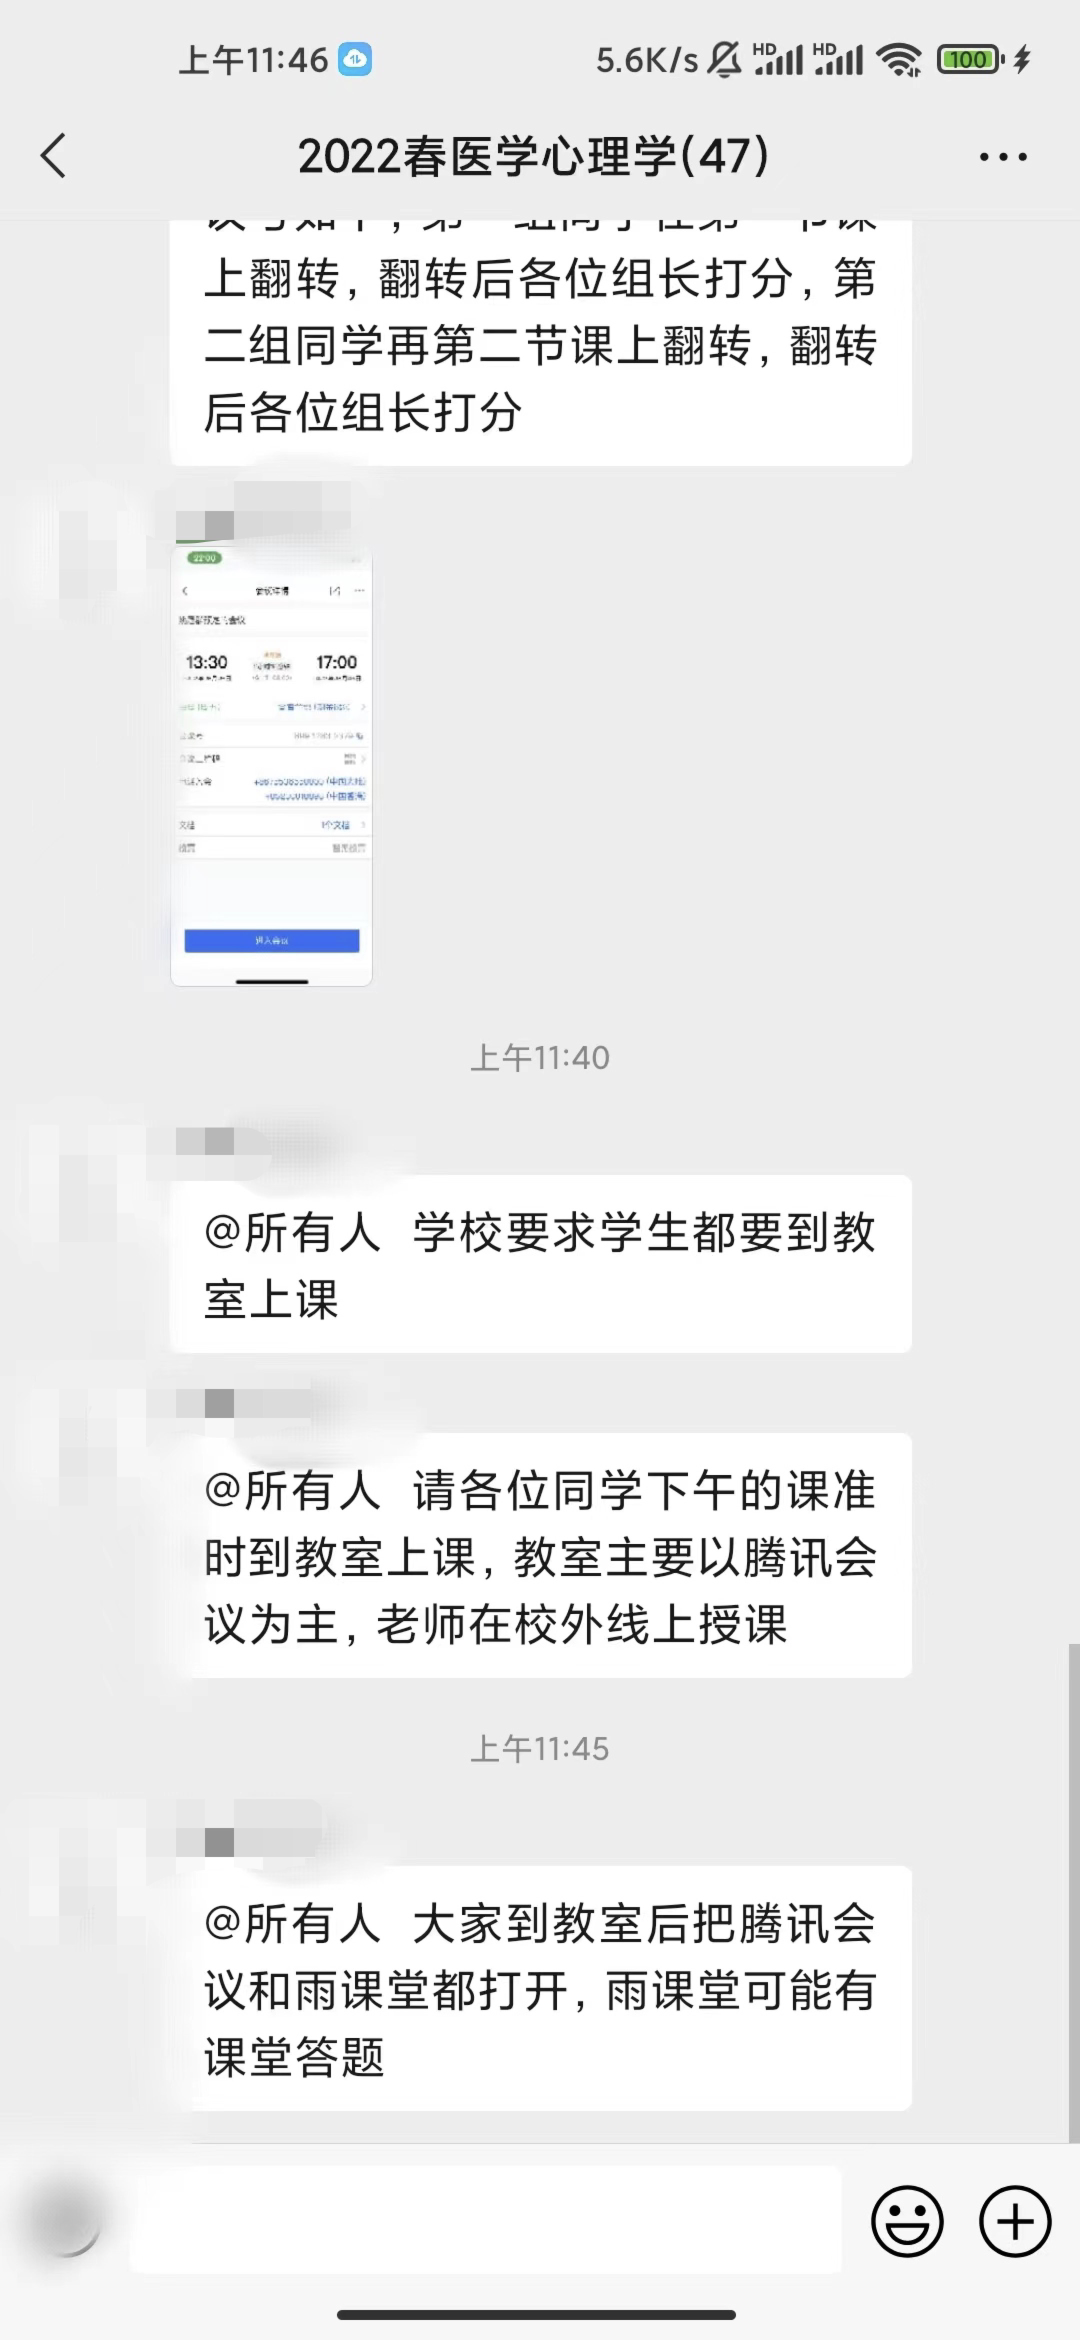 上午11:46
5.6K/s
HD
HD
100
2022春医学心理学(47)
上翻转，翻转后各位组长打分，第
二组同学再第二节课上翻转，翻转
后各位组长打分
22:00
13:30
17:00
1个文档
进入会议
上午11:40
@所有人 学校要求学生都要到教
室上课
@所有人 请各位同学下午的课准
时到教室上课，教室主要以腾讯会
议为主，老师在校外线上授课
上午11:45
@所有人 大家到教室后把腾讯会
议和雨课堂都打开，雨课堂可能有
课堂答题